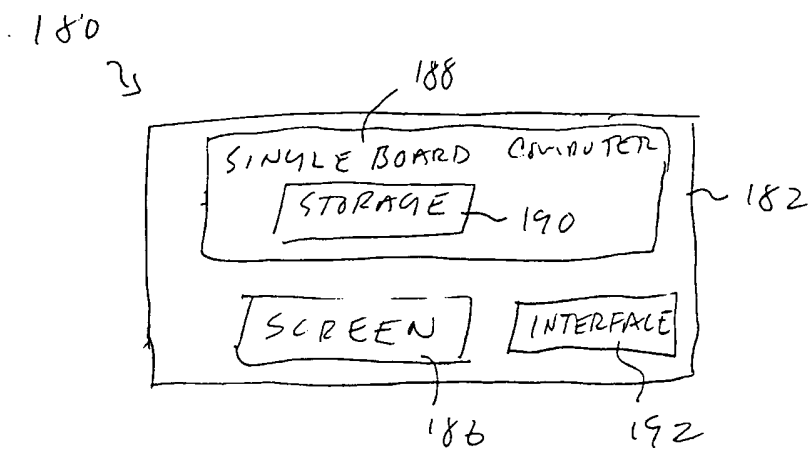 180
188
SINGLE BOARD COMPUTER
STORAGE
190
182
SCREEN
INTERFACE
186
192